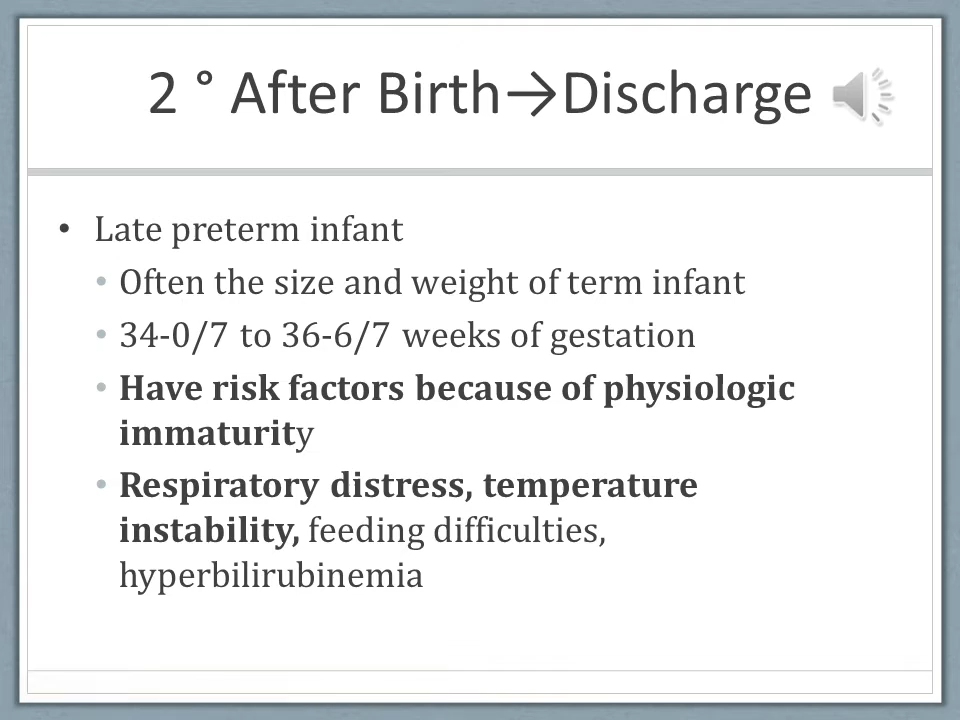 2 ° After Birth→Discharge
• Late preterm infant
• Often the size and weight of term infant
• 34-0/7 to 36-6/7 weeks of gestation
• Have risk factors because of physiologic
immaturity
• Respiratory distress, temperature
instability, feeding difficulties,
hyperbilirubinemia